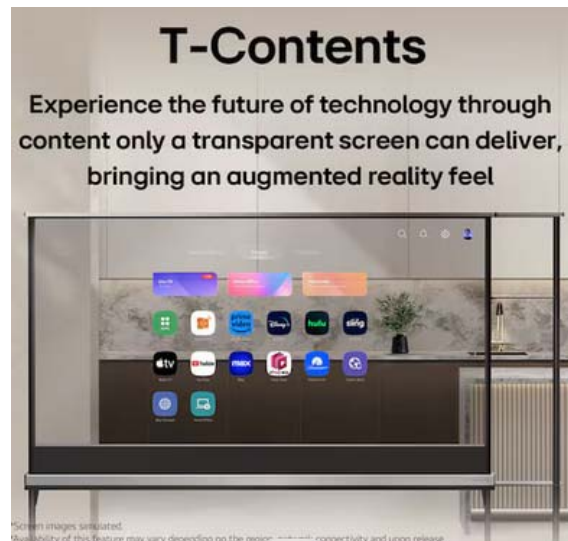 T-Contents
Experience the future of technology through
content only a transparent screen can deliver,
bringing an augmented reality feel
prime video
Disney+
hulu
sling
tv
YouTube
max
*Screen images simulated.
*Availability of this feature may vary depending on the region, connectivity and upon release.